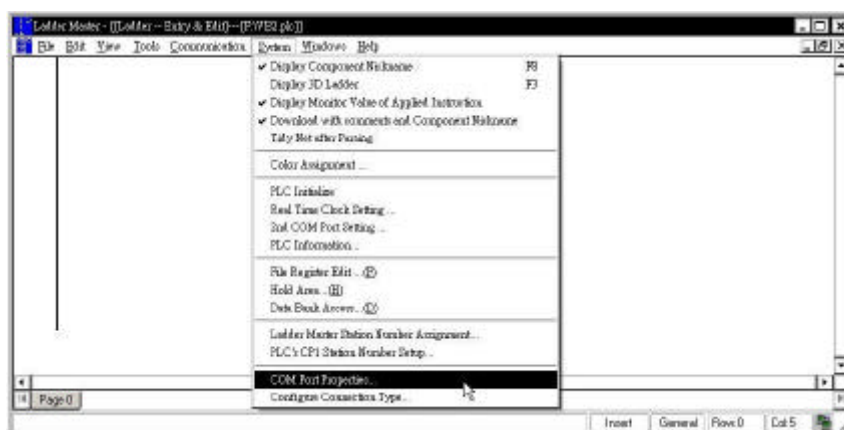 Ladder Master - [[Ladder -- Entry & Edit]---[P:VB2.plc]]
File Edit View Tools Communication System Windows Help
Display Component Nickname F8
Display 3D Ladder F3
Display Monitor Value of Applied Instruction
Download with comments and Component Nickname
Tidy Net after Parsing
Color Assignment ...
PLC Initialize
Real Time Clock Setting ...
2nd COM Port Setting ...
PLC Information ..
File Register Edit ...(P)
Hold Area...(H)
Data Bank Access...(D)
Ladder Master Station Number Assignment...
PLC's CP1 Station Number Setup...
COM Port Properties...
Configure Connection Type...
Page 0
Insert General Row:0 Col:5